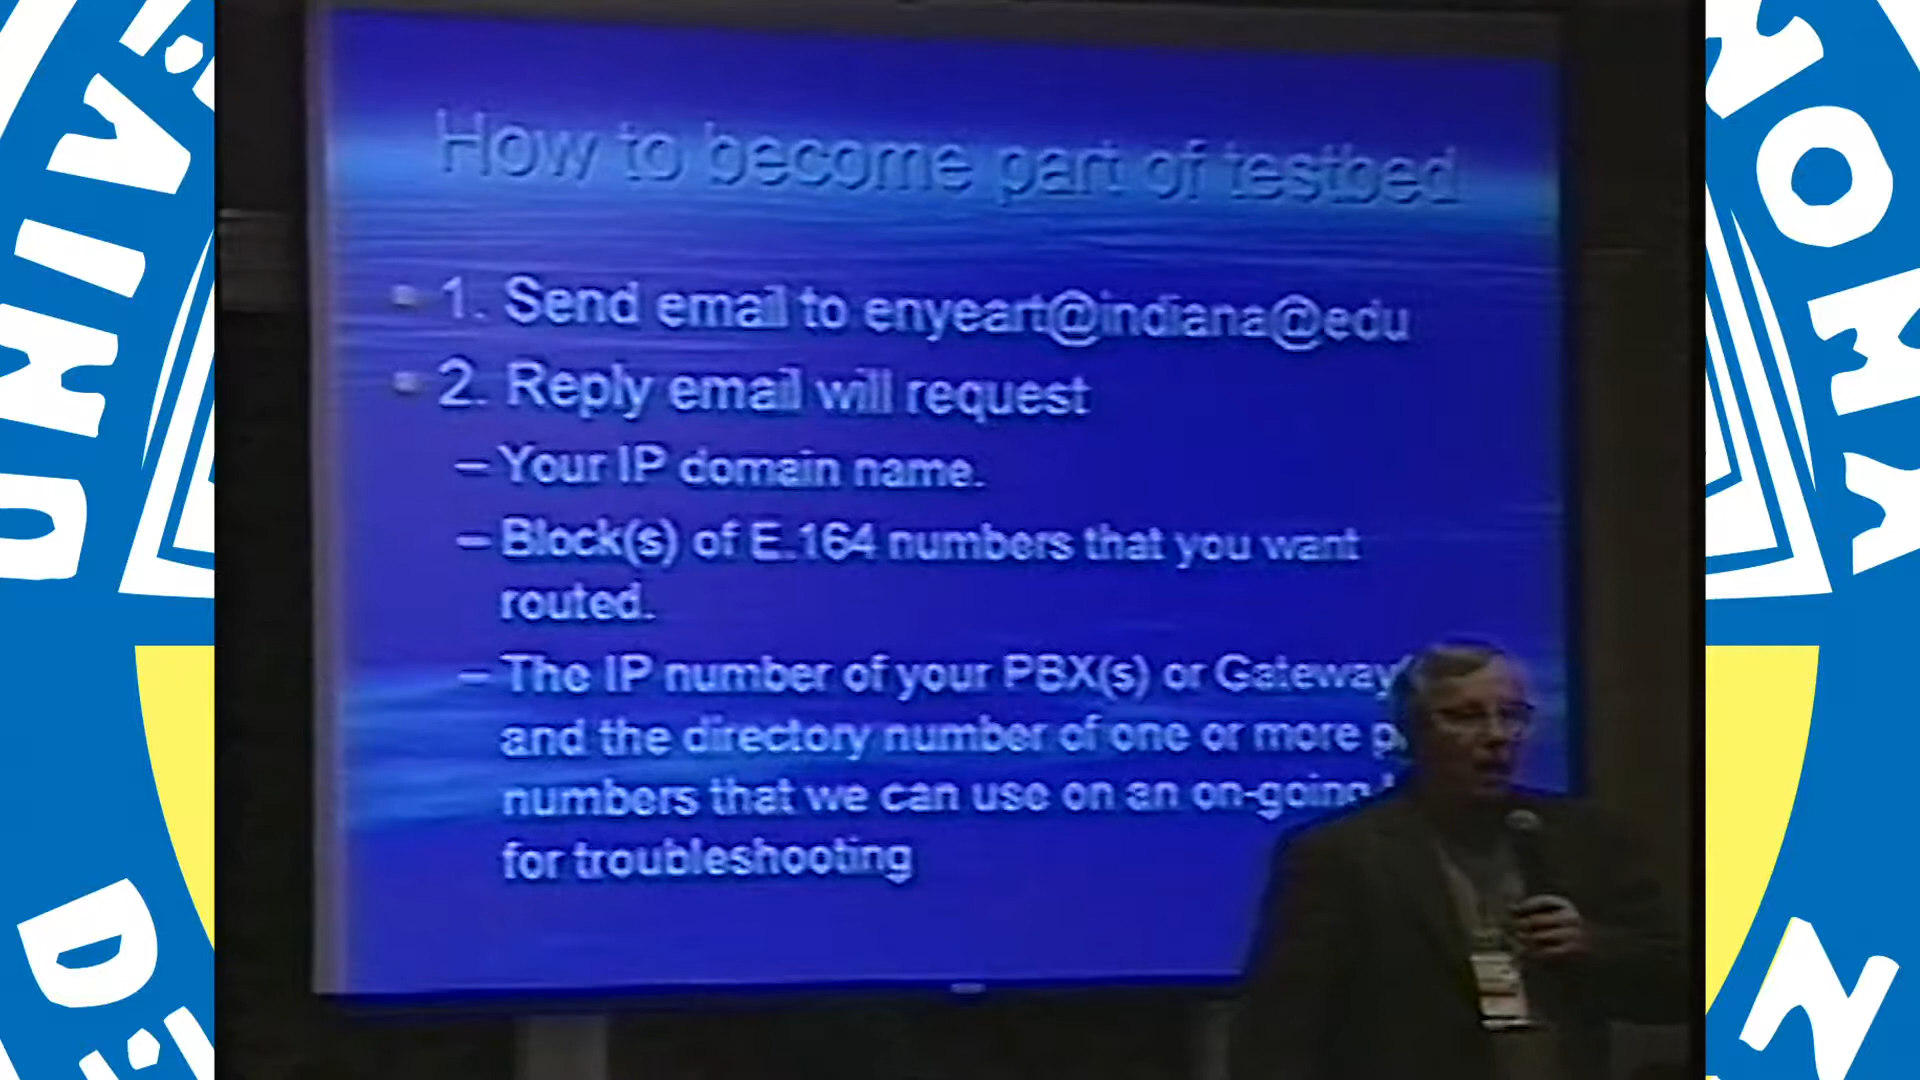 How to become part of testbed
1. Send email to enyeart@indiana@edu
2. Reply email will request
– Your IP domain name.
– Block(s) of E.164 numbers that you want
routed.
– The IP number of your PBX(s) or Gateway
and the directory number of one or more
numbers that we can use on an on-going
for troubleshooting